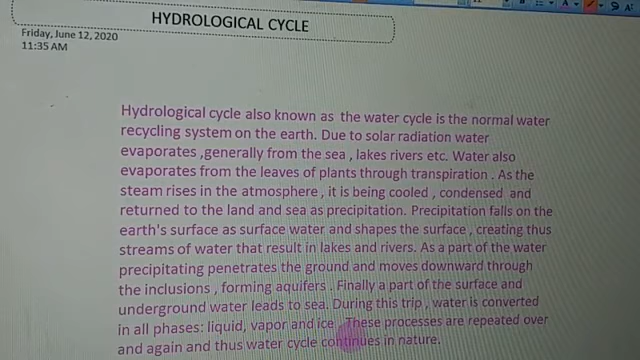 HYDROLOGICAL CYCLE
Friday, June 12, 2020
11:35 AM
Hydrological cycle also known as the water cycle is the normal water
recycling system on the earth. Due to solar radiation water
evaporates ,generally from the sea , lakes rivers etc. Water also
evaporates from the leaves of plants through transpiration . As the
steam rises in the atmosphere , it is being cooled , condensed and
returned to the land and sea as precipitation. Precipitation falls on the
earth's surface as surface water and shapes the surface , creating thus
streams of water that result in lakes and rivers. As a part of the water
precipitating penetrates the ground and moves downward through
the inclusions , forming aquifers . Finally a part of the surface and
underground water leads to sea. During this trip , water is converted
in all phases: liquid, vapor and ice . These processes are repeated over
and again and thus water cycle continues in nature.